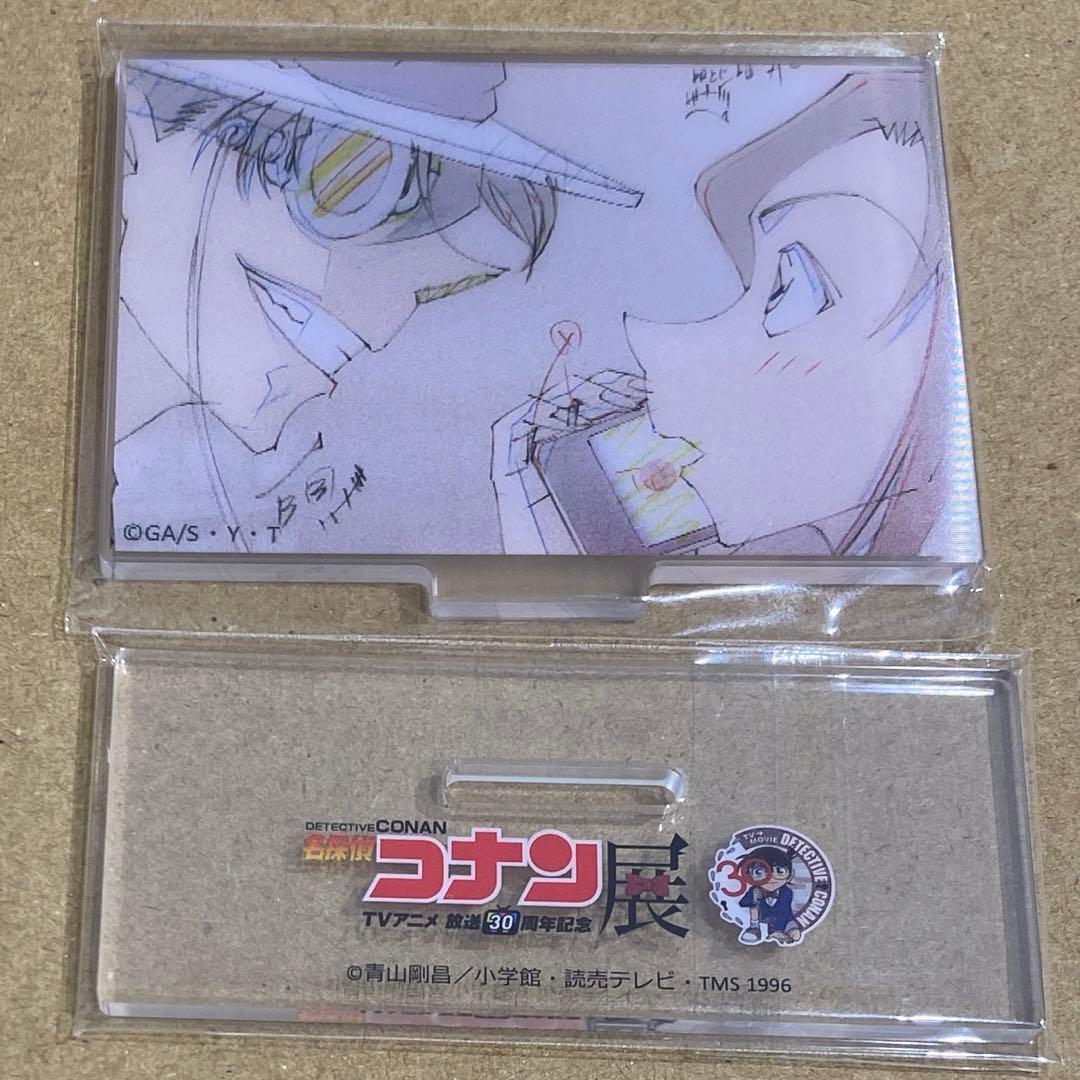 ©GA/S・Y・T
DETECTIVE CONAN
名探偵
コナン展
TVアニメ 放送30周年記念
TV→
MOVIE
DETECTIVE CONAN
30
©青山剛昌／小学館・読売テレビ・TMS 1996